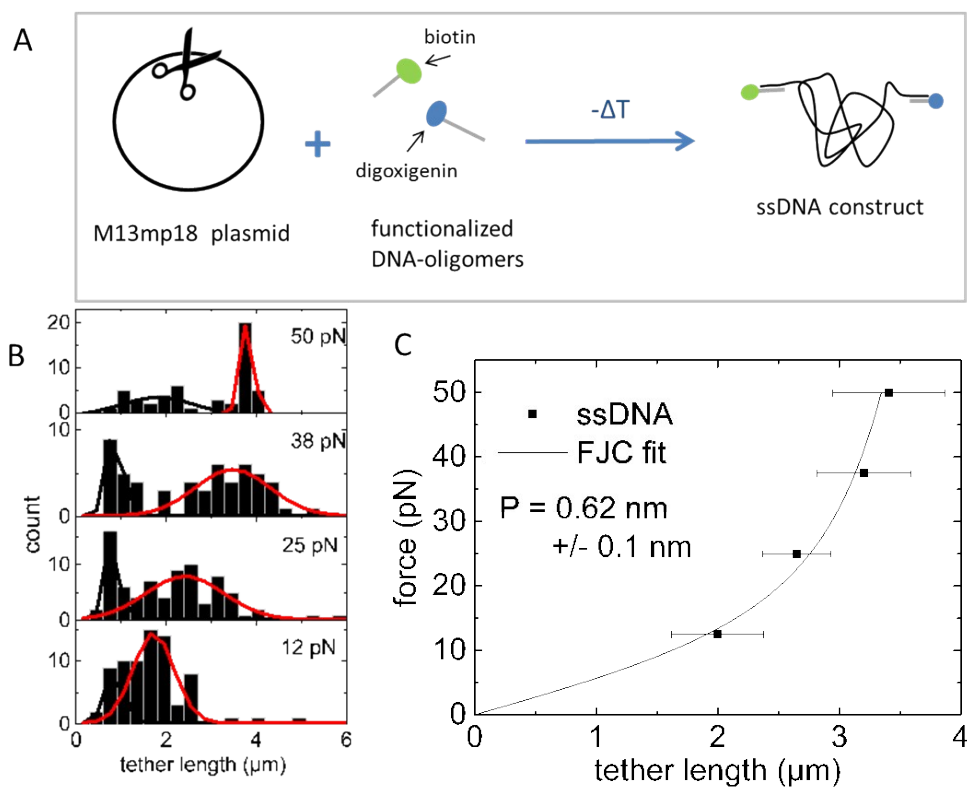 A
biotin
digoxigenin
-ΔT
M13mp18 plasmid
functionalized
DNA-oligomers
ssDNA construct
B
50 pN
20
10
0
38 pN
10
0
25 pN
10
0
12 pN
10
0
count
0 2 4 6
tether length (μm)
C
ssDNA
FJC fit
P = 0.62 nm
+/- 0.1 nm
50
40
30
20
10
0
force (pN)
0 1 2 3 4
tether length (μm)